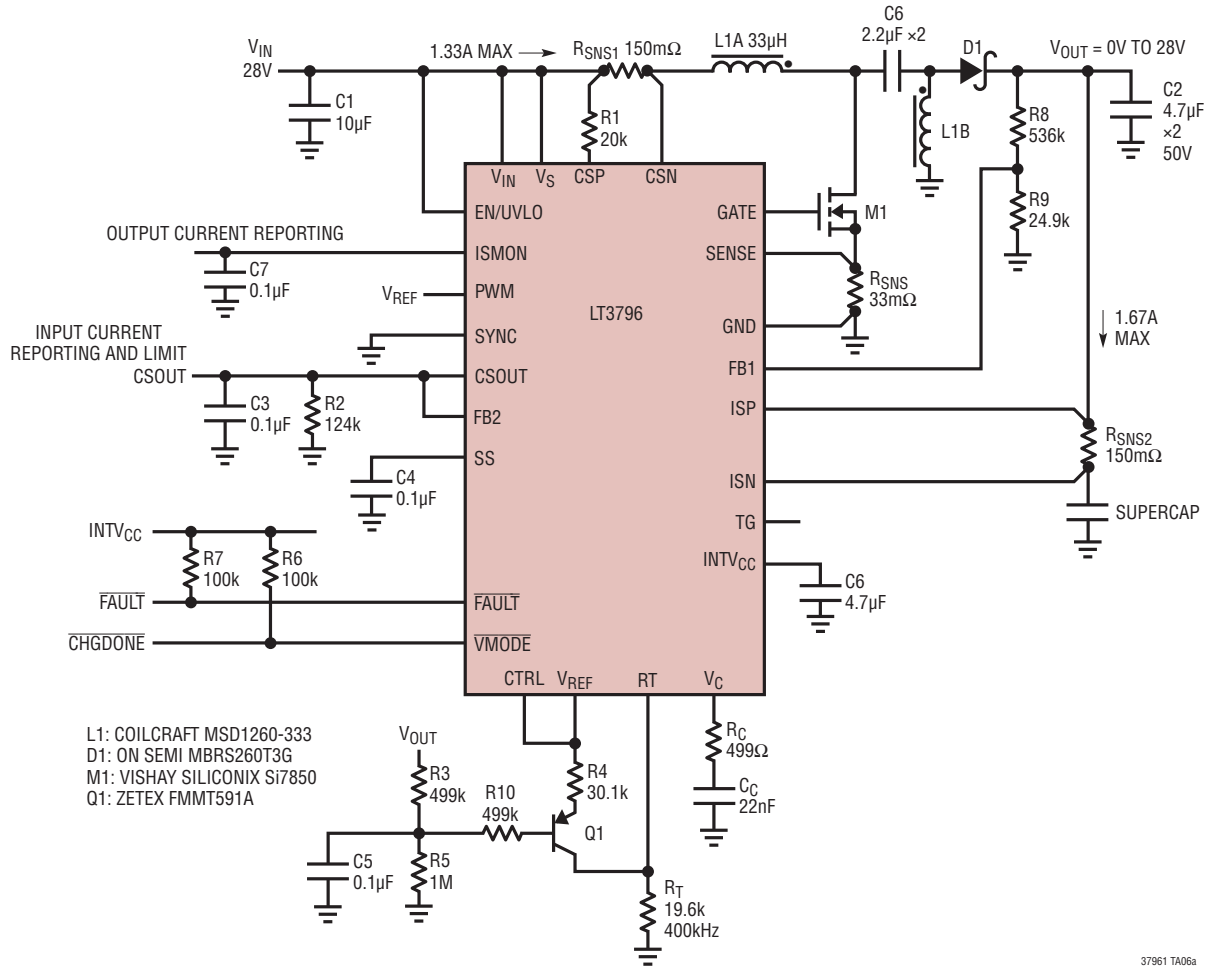 VIN
28V
1.33A MAX
RSNS1 150mΩ
L1A 33µH
C6
2.2µF ×2
D1
VOUT = 0V TO 28V
C1
10µF
R1
20k
L1B
R8
536k
C2
4.7µF
×2
50V
VIN
VS
CSP
CSN
EN/UVLO
GATE
M1
R9
24.9k
OUTPUT CURRENT REPORTING
ISMON
SENSE
C7
0.1µF
RSNS
33mΩ
VREF
PWM
LT3796
GND
1.67A
MAX
INPUT CURRENT
REPORTING AND LIMIT
SYNC
CSOUT
CSOUT
FB1
C3
0.1µF
R2
124k
FB2
ISP
RSNS2
150mΩ
SS
ISN
C4
0.1µF
SUPERCAP
TG
INTVCC
R7
100k
R6
100k
INTVCC
C6
4.7µF
FAULT
FAULT
CHGDONE
VMODE
CTRL
VREF
RT
VC
L1: COILCRAFT MSD1260-333
D1: ON SEMI MBRS260T3G
M1: VISHAY SILICONIX Si7850
Q1: ZETEX FMMT591A
VOUT
R3
499k
R10
499k
R4
30.1k
RC
499Ω
CC
22nF
Q1
C5
0.1µF
R5
1M
RT
19.6k
400kHz
37961 TA06a